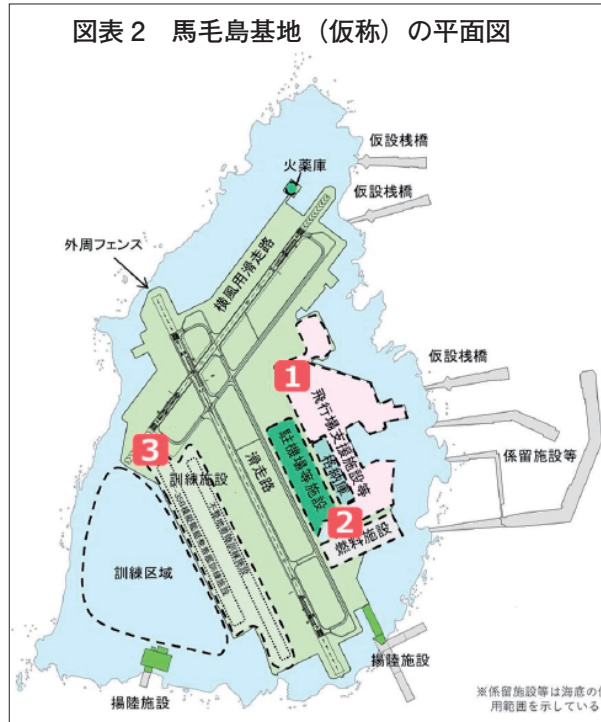 図表2 馬毛島基地（仮称）の平面図
仮設桟橋
火薬庫
仮設桟橋
外周フェンス
横風用滑走路
仮設桟橋
1
飛行場支援施設等
3
係留施設等
訓練施設
滑走路
駐機場等施設
格納庫
2
燃料施設
訓練区域
揚陸施設
揚陸施設
※係留施設等は海底の
用範囲を示している